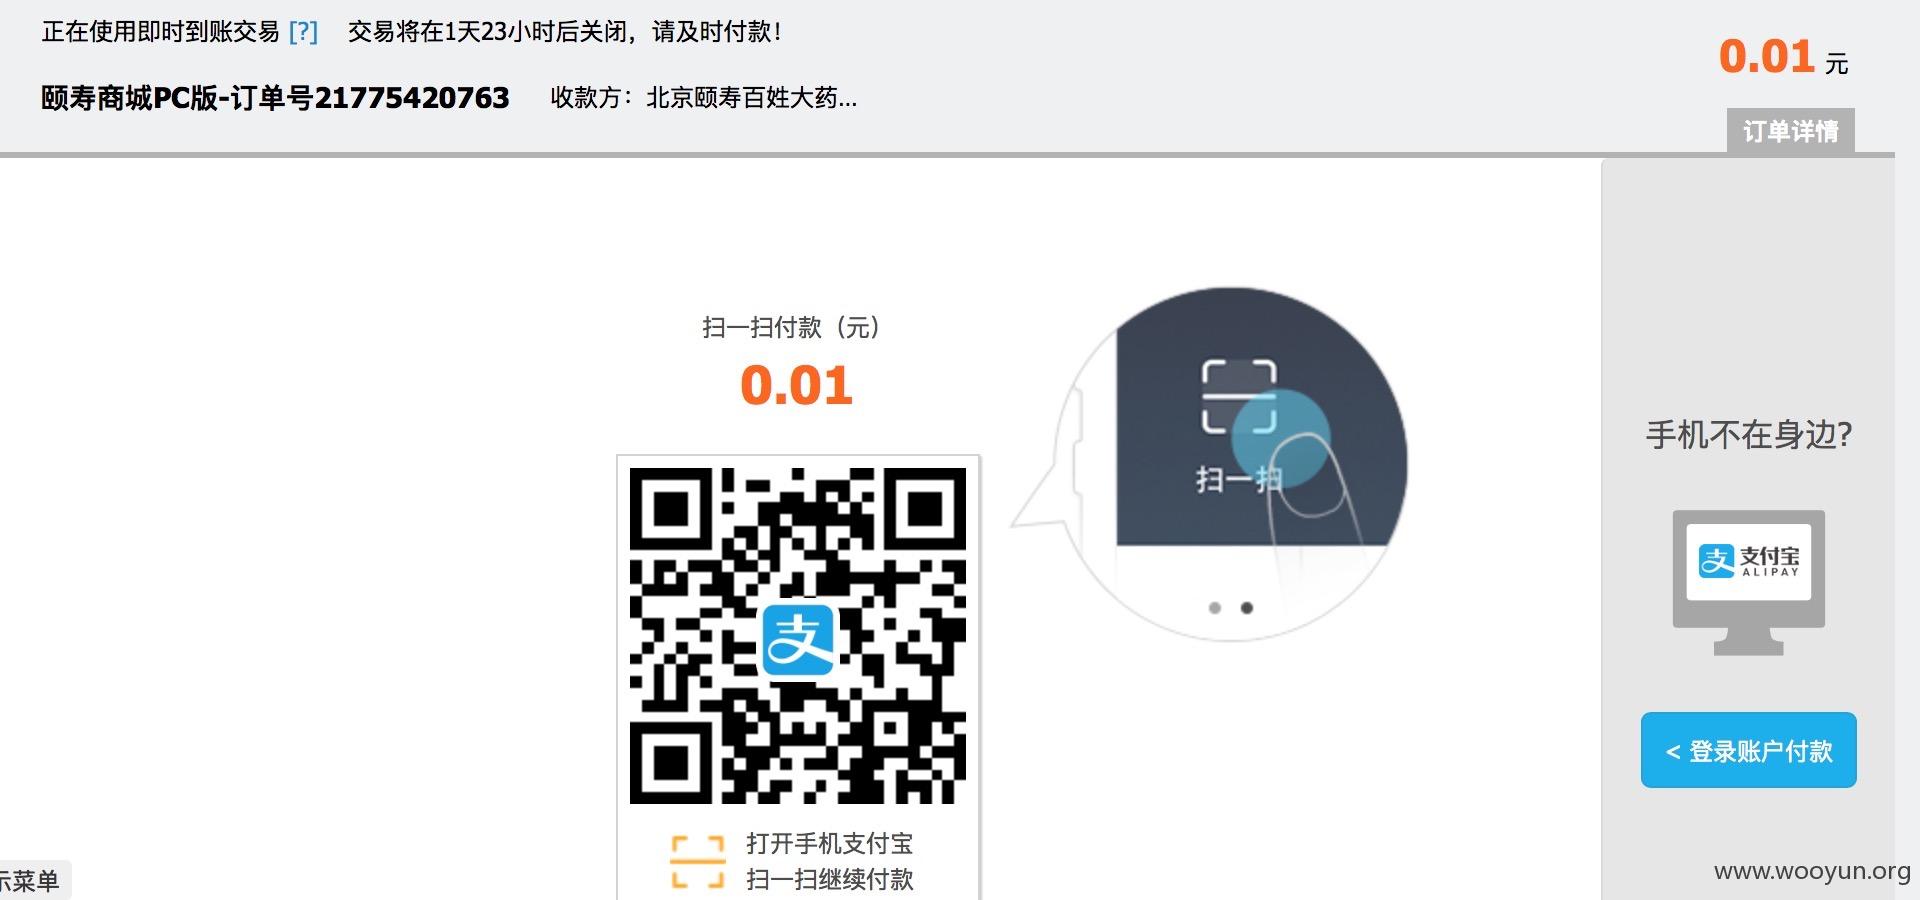 正在使用即时到账交易 [?] 交易将在1天23小时后关闭，请及时付款！
0.01 元
颐寿商城PC版-订单号21775420763 收款方：北京颐寿百姓大药...
订单详情
扫一扫付款（元）
0.01
扫一扫
手机不在身边？
支
支付宝
ALIPAY
支
< 登录账户付款
打开手机支付宝
扫一扫继续付款
示菜单
www.wooyun.org